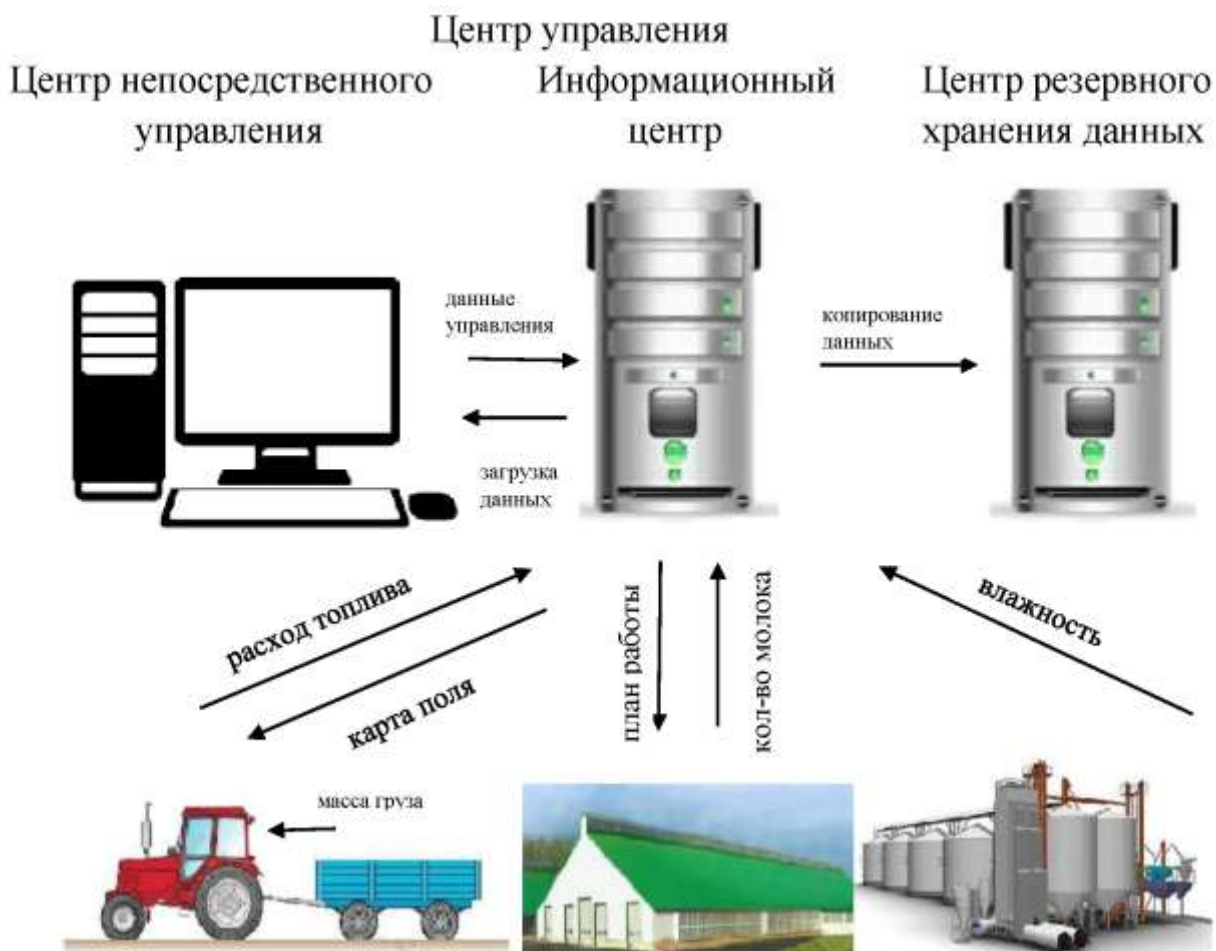 Центр управления
Центр непосредственного
управления
Информационный
центр
Центр резервного
хранения данных
данные
управления
копирование
данных
загрузка
данных
расход топлива
карта поля
план работы
кол-во молока
влажность
масса груза